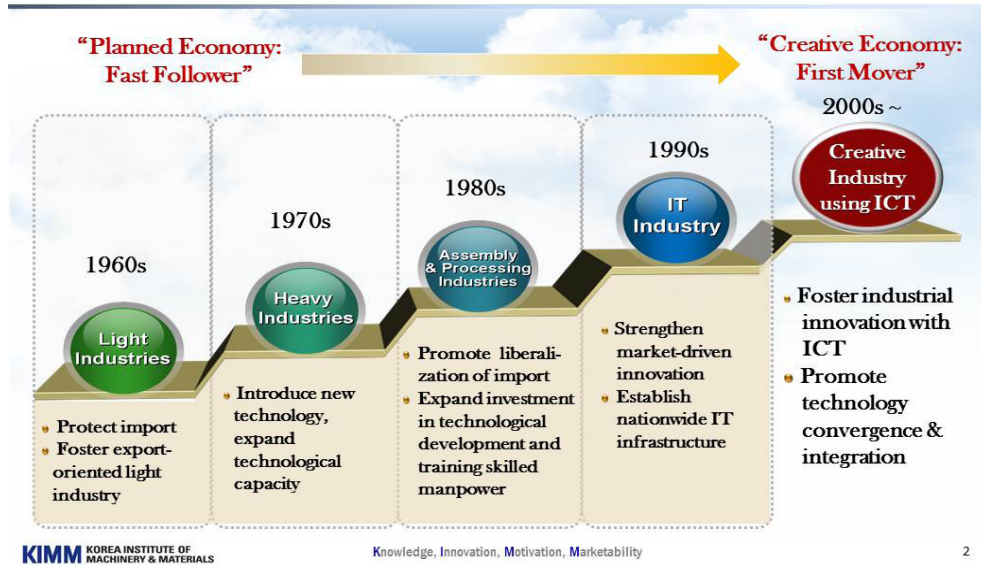 “Planned Economy:
Fast Follower”
“Creative Economy:
First Mover”
1960s
Light
Industries
Protect import
Foster export-
oriented light
industry
1970s
Heavy
Industries
Introduce new
technology,
expand
technological
capacity
1980s
Assembly
& Processing
Industries
Promote liberali-
zation of import
Expand investment
in technological
development and
training skilled
manpower
1990s
IT
Industry
Strengthen
market-driven
innovation
Establish
nationwide IT
infrastructure
2000s ~
Creative
Industry
using ICT
Foster industrial
innovation with
ICT
Promote
technology
convergence &
integration
KIMM KOREA INSTITUTE OF
MACHINERY & MATERIALS
Knowledge, Innovation, Motivation, Marketability
2